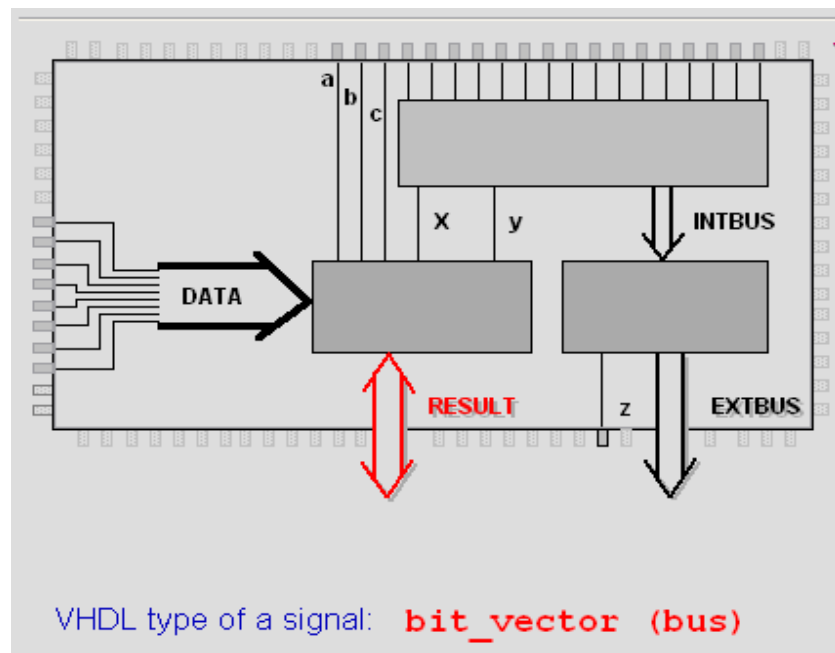 a
b
c
X
y
INTBUS
DATA
RESULT
z
EXTBUS
VHDL type of a signal: bit_vector (bus)